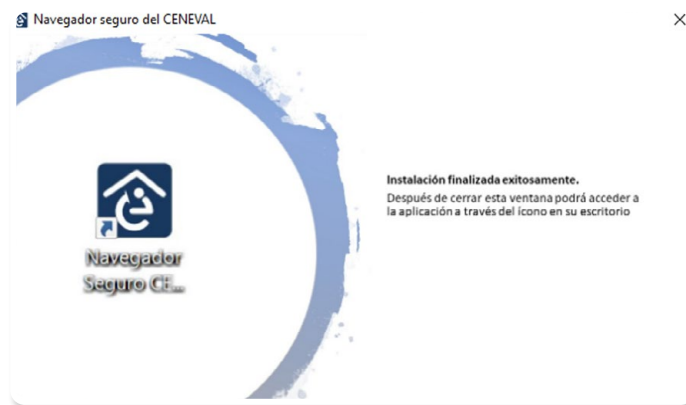 Navegador seguro del CENEVAL
Navegador
Seguro CE...
Instalación finalizada exitosamente.
Después de cerrar esta ventana podrá acceder a
la aplicación a través del ícono en su escritorio